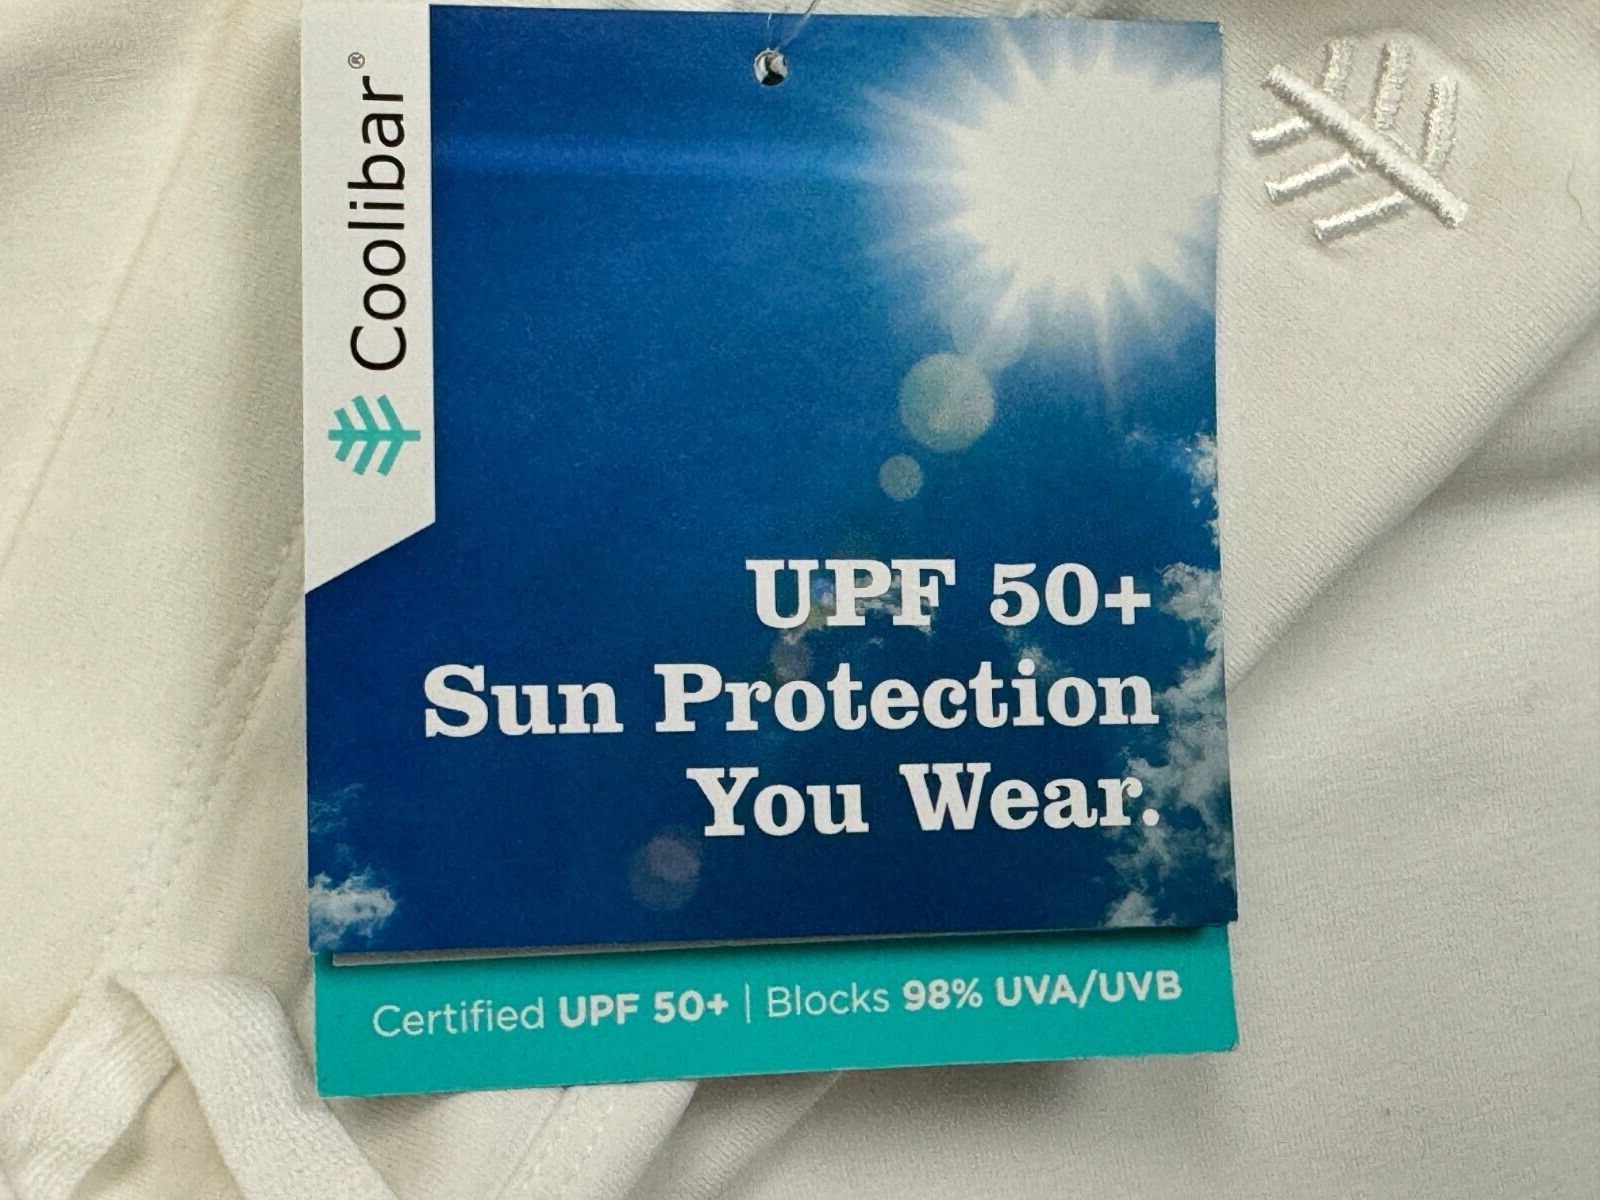 Coolibar®
UPF 50+
Sun Protection
You Wear.
Certified UPF 50+ | Blocks 98% UVA/UVB